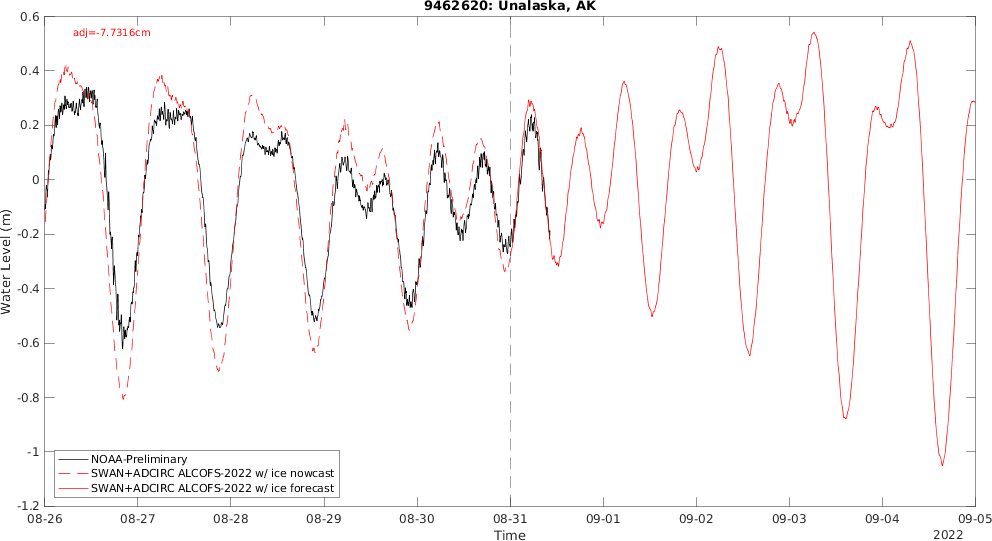 9462620: Unalaska, AK
adj=-7.7316cm
0.6
0.4
0.2
0
-0.2
-0.4
-0.6
-0.8
-1
-1.2
Water Level (m)
NOAA-Preliminary
SWAN+ADCIRC ALCOFS-2022 w/ ice nowcast
SWAN+ADCIRC ALCOFS-2022 w/ ice forecast
08-26 08-27 08-28 08-29 08-30 08-31 09-01 09-02 09-03 09-04 09-05
Time
2022